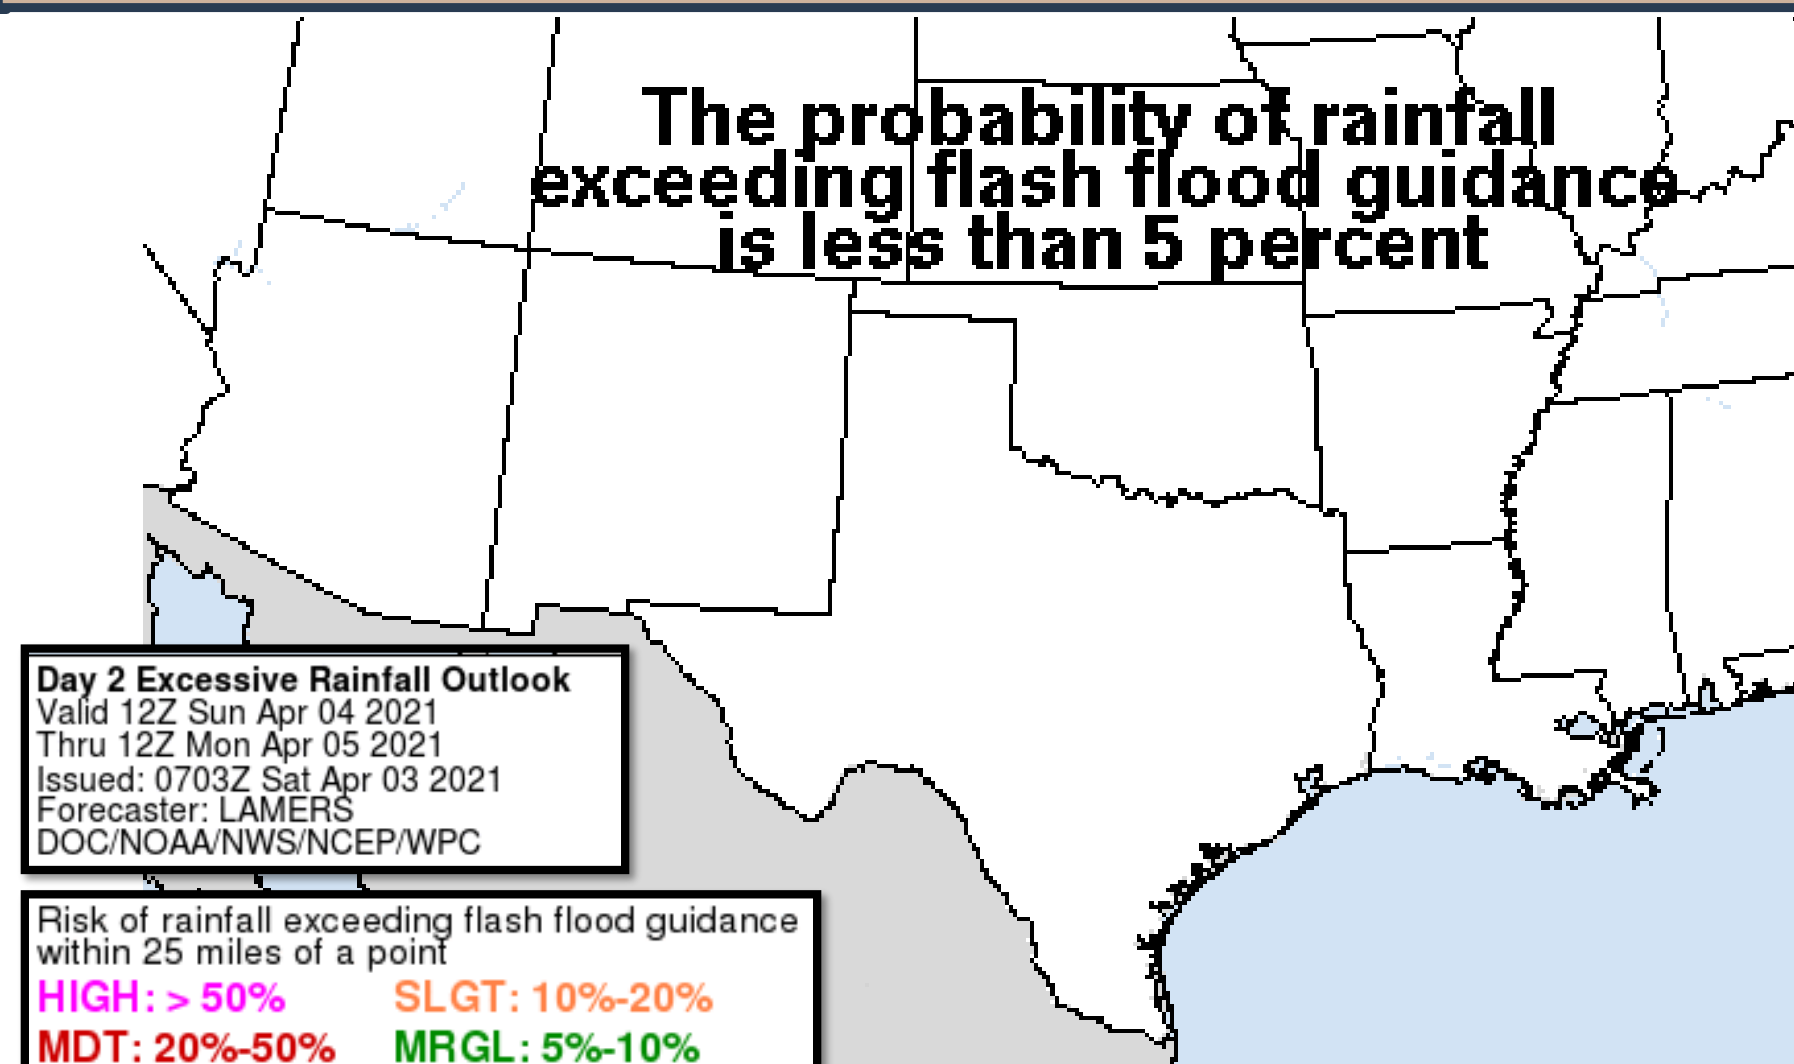 The probability of rainfall
exceeding flash flood guidance
is less than 5 percent
Day 2 Excessive Rainfall Outlook
Valid 12Z Sun Apr 04 2021
Thru 12Z Mon Apr 05 2021
Issued: 0703Z Sat Apr 03 2021
Forecaster: LAMERS
DOC/NOAA/NWS/NCEP/WPC
Risk of rainfall exceeding flash flood guidance
within 25 miles of a point
HIGH: > 50% SLGT: 10%-20%
MDT: 20%-50% MRGL: 5%-10%